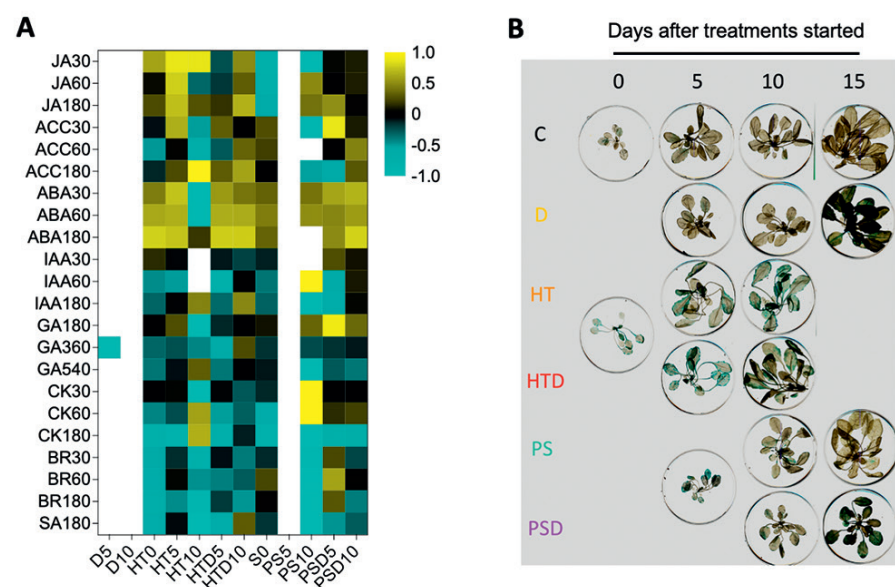 A
JA30
JA60
JA180
ACC30
ACC60
ACC180
ABA30
ABA60
ABA180
IAA30
IAA60
IAA180
GA180
GA360
GA540
CK30
CK60
CK180
BR30
BR60
BR180
SA180
D5
D10
HT0
HT5
HT10
HTD5
HTD10
S0
PS5
PS10
PSD5
PSD10
1.0
0.5
0
-0.5
-1.0
B
Days after treatments started
0 5 10 15
C
D
HT
HTD
PS
PSD